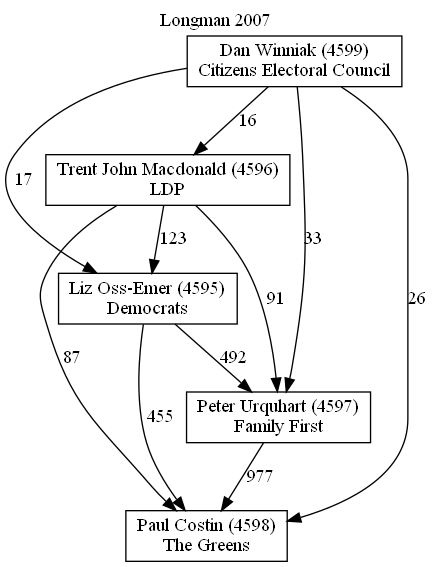 Longman 2007
Dan Winniak (4599)
Citizens Electoral Council
16
Trent John Macdonald (4596)
LDP
17
123
33
Liz Oss-Emer (4595)
Democrats
91
26
87
492
Peter Urquhart (4597)
Family First
455
977
Paul Costin (4598)
The Greens